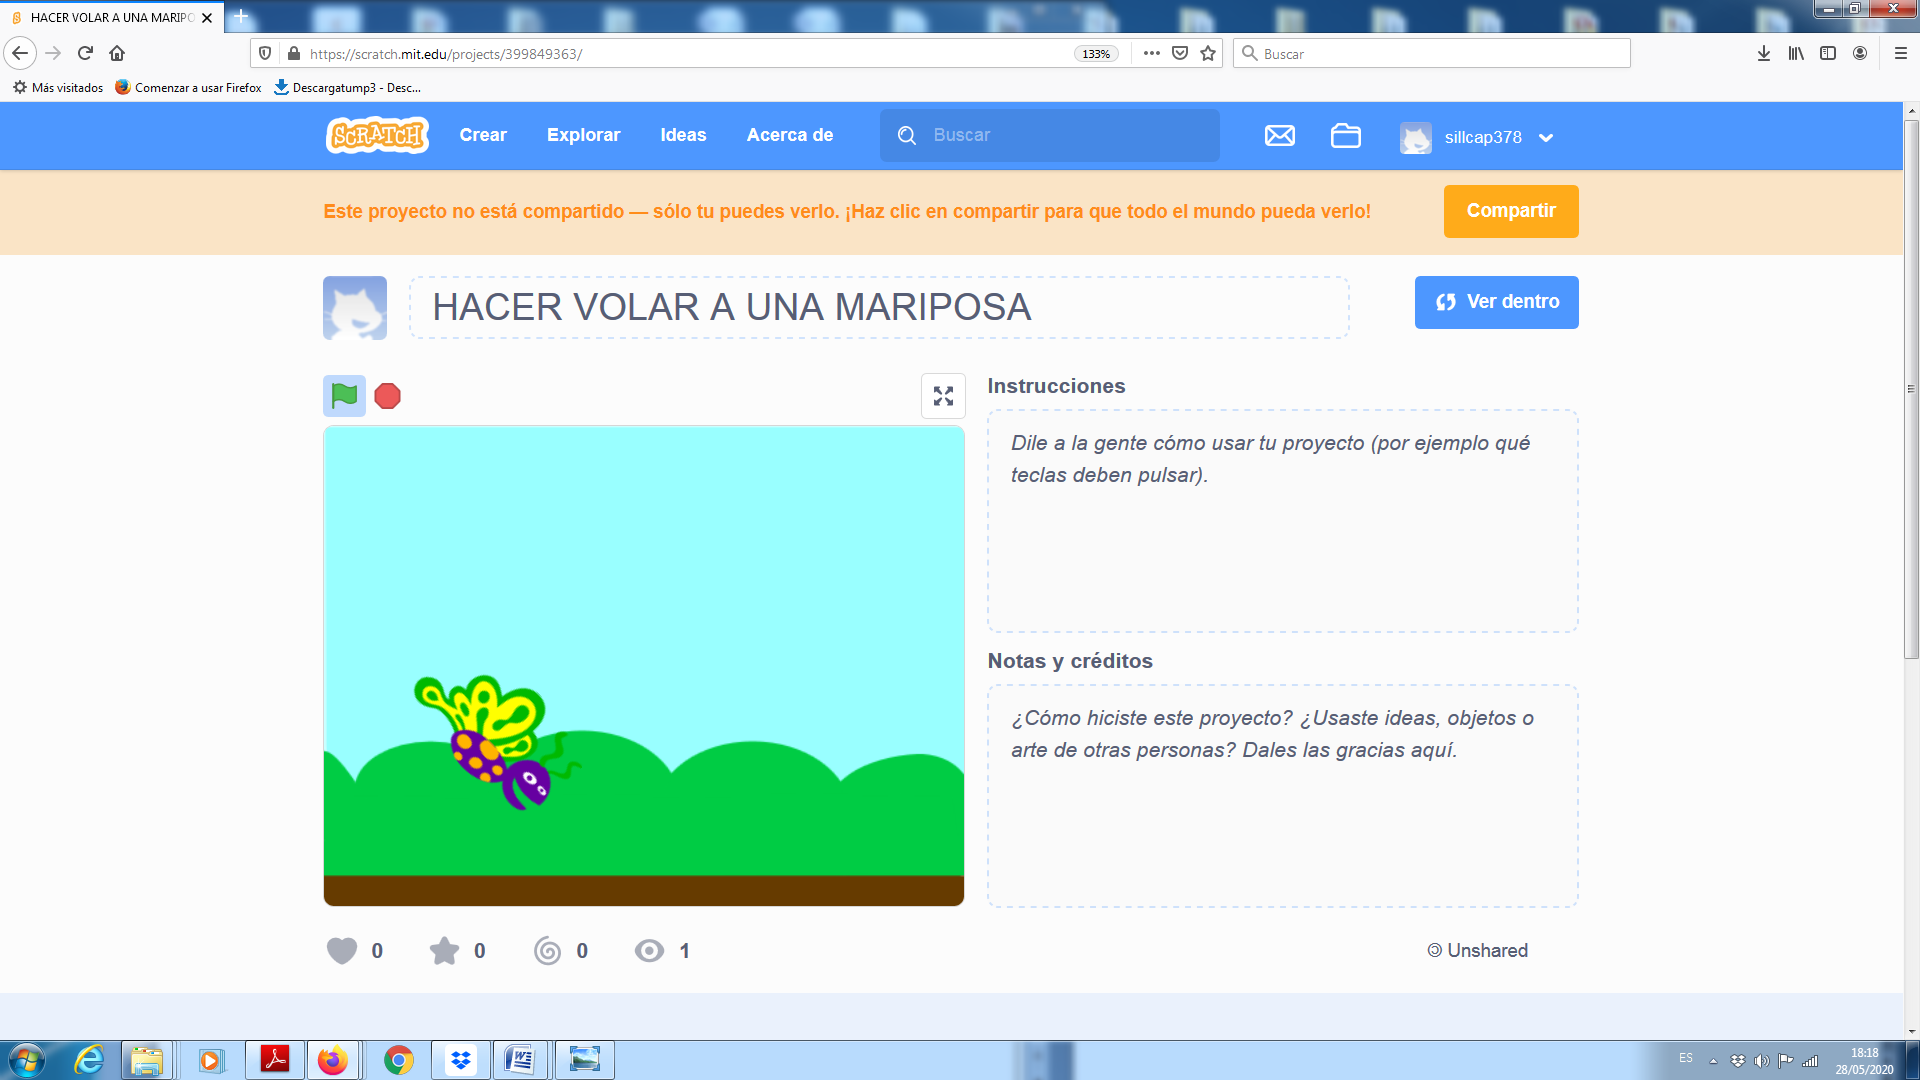 HACER VOLAR A UNA MARIPO
https://scratch.mit.edu/projects/399849363/
133%
Buscar
Más visitados
Comenzar a usar Firefox
Descargatump3 - Desc...
SCRATCH
Crear
Explorar
Ideas
Acerca de
Buscar
sillcap378
Este proyecto no está compartido — sólo tu puedes verlo. ¡Haz clic en compartir para que todo el mundo pueda verlo!
Compartir
HACER VOLAR A UNA MARIPOSA
Ver dentro
Instrucciones
Dile a la gente cómo usar tu proyecto (por ejemplo qué
teclas deben pulsar).
Notas y créditos
¿Cómo hiciste este proyecto? ¿Usaste ideas, objetos o
arte de otras personas? Dales las gracias aquí.
0
0
0
1
Unshared
ES
18:18
28/05/2020